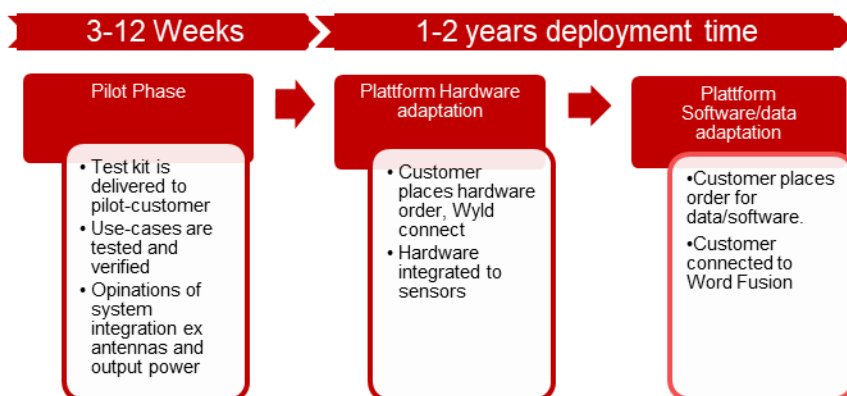 3-12 Weeks
1-2 years deployment time
Pilot Phase
• Test kit is
delivered to
pilot-customer
• Use-cases are
tested and
verified
• Opinations of
system
integration ex
antennas and
output power
Plattform Hardware
adaptation
• Customer
places hardware
order, Wyld
connect
• Hardware
integrated to
sensors
Plattform
Software/data
adaptation
•Customer places
order for
data/software.
•Customer
connected to
Word Fusion